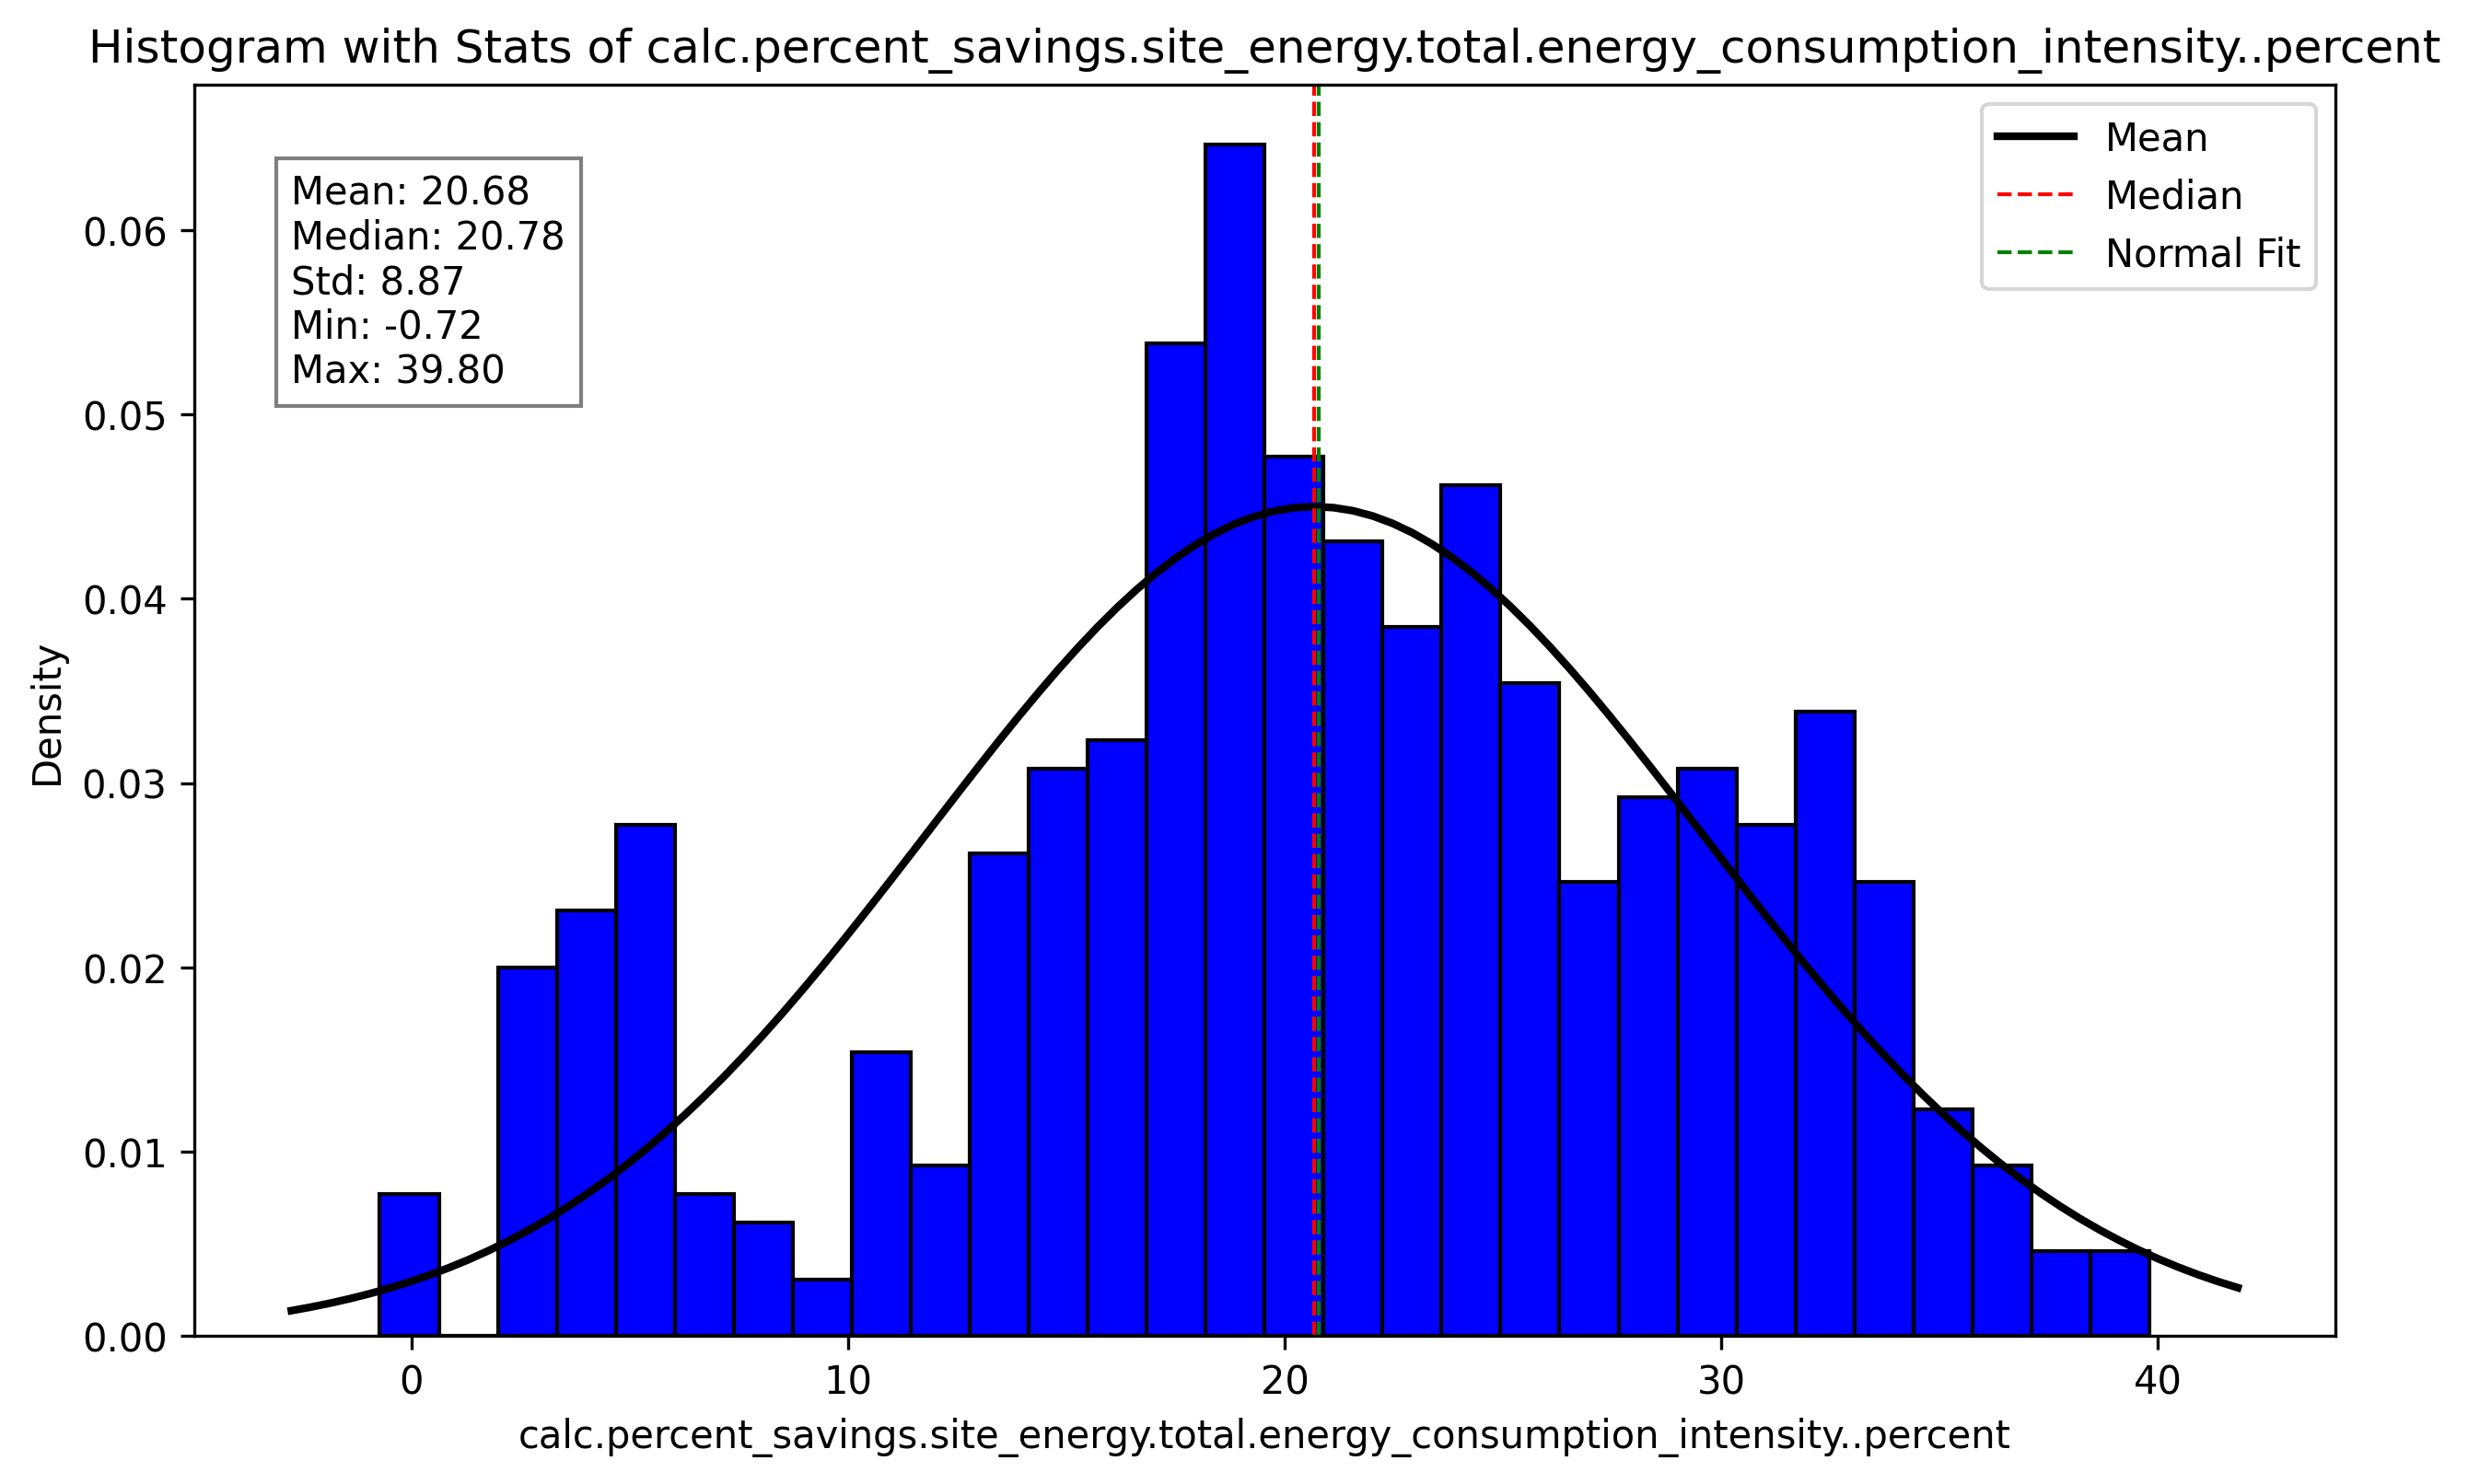 Histogram with Stats of calc.percent_savings.site_energy.total.energy_consumption_intensity..percent
Mean: 20.68
Median: 20.78
Std: 8.87
Min: -0.72
Max: 39.80
Mean
Median
Normal Fit
Density
0.06
0.05
0.04
0.03
0.02
0.01
0.00
0
10
20
30
40
calc.percent_savings.site_energy.total.energy_consumption_intensity..percent